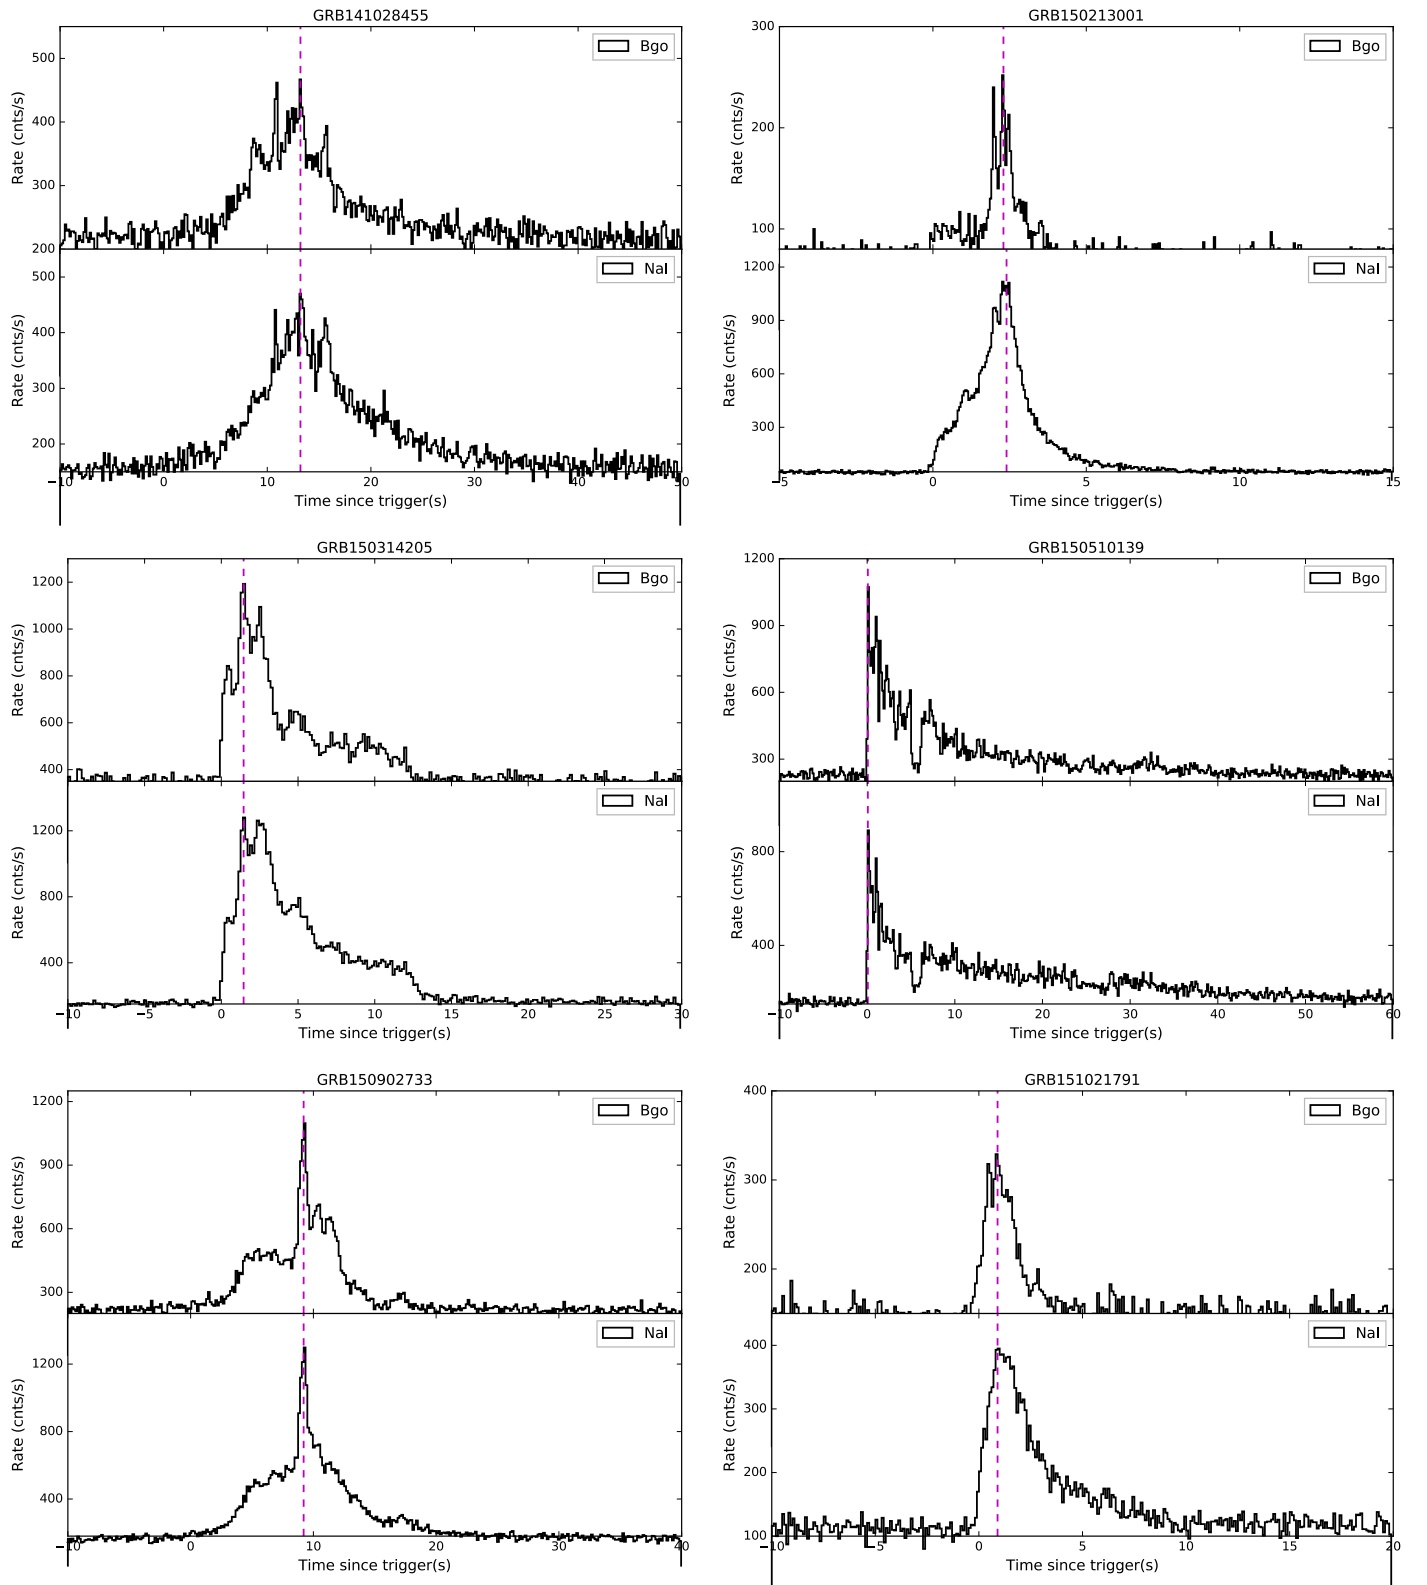 GRB141028455
Bgo
Rate (cnts/s)
500
400
300
200
NaI
Rate (cnts/s)
500
400
300
200
−10 0 10 20 30 40 50
Time since trigger(s)
GRB150213001
Bgo
Rate (cnts/s)
300
200
100
NaI
Rate (cnts/s)
1200
900
600
300
−5 0 5 10 15
Time since trigger(s)
GRB150314205
Bgo
Rate (cnts/s)
1200
1000
800
600
400
NaI
Rate (cnts/s)
1200
800
400
−10 −5 0 5 10 15 20 25 30
Time since trigger(s)
GRB150510139
Bgo
Rate (cnts/s)
1200
900
600
300
NaI
Rate (cnts/s)
800
400
−10 0 10 20 30 40 50 60
Time since trigger(s)
GRB150902733
Bgo
Rate (cnts/s)
1200
900
600
300
NaI
Rate (cnts/s)
1200
800
400
−10 0 10 20 30 40
Time since trigger(s)
GRB151021791
Bgo
Rate (cnts/s)
400
300
200
NaI
Rate (cnts/s)
400
300
200
100
−10 −5 0 5 10 15 20
Time since trigger(s)